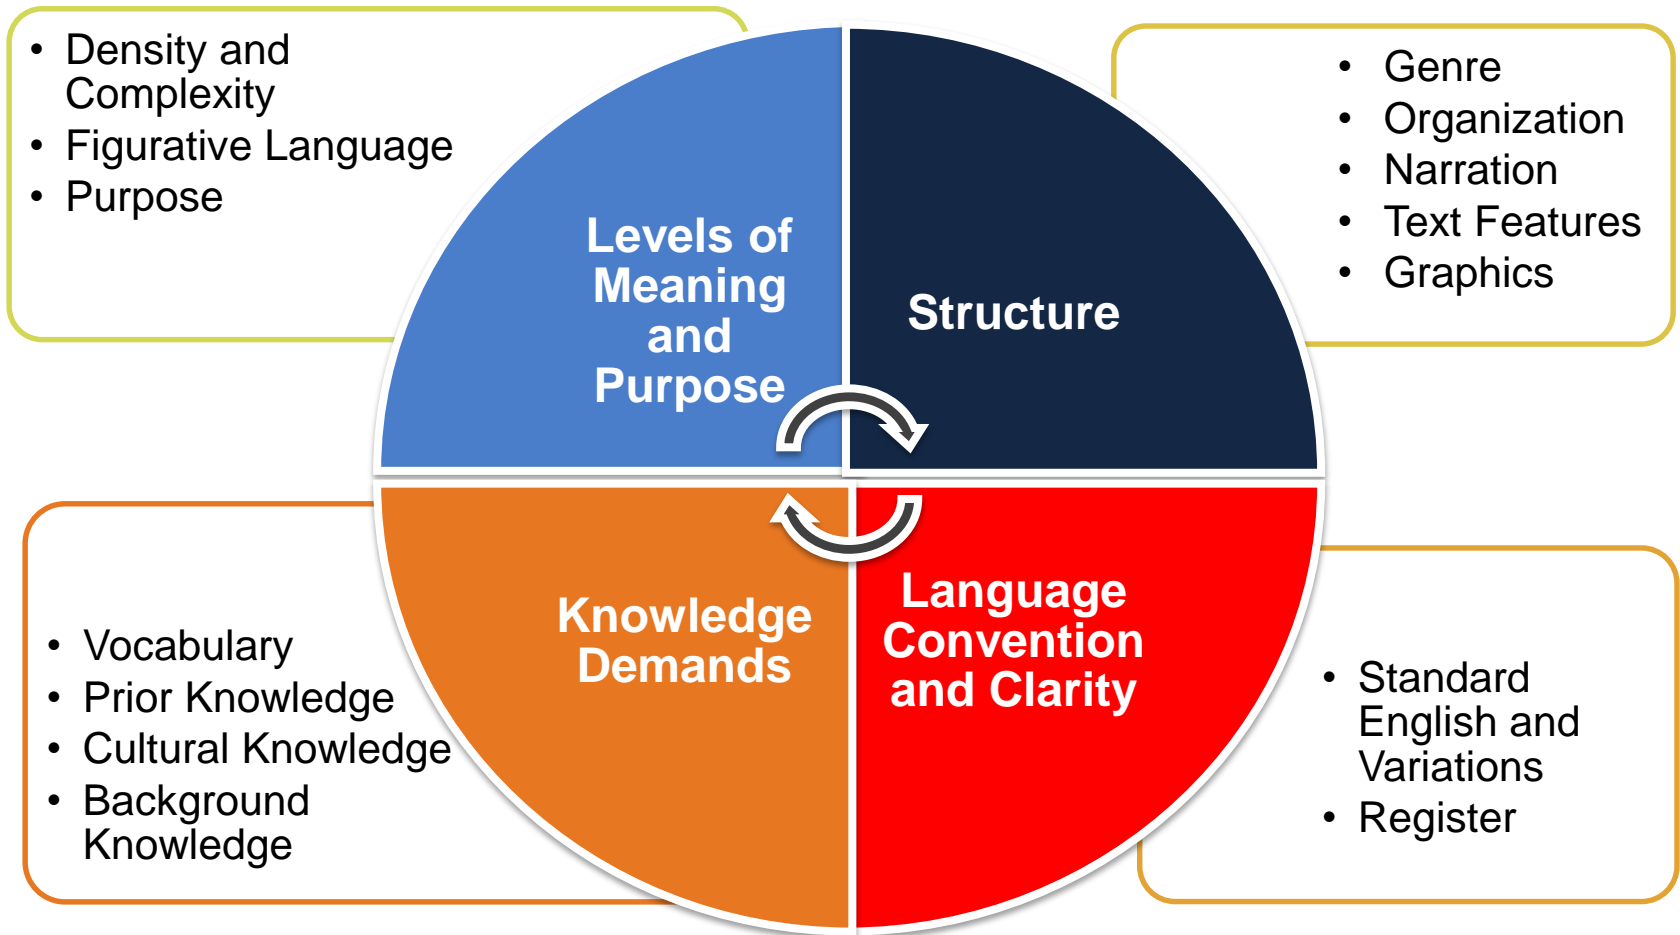 • Density and
Complexity
• Figurative Language
• Purpose
Levels of
Meaning
and
Purpose
Structure
• Genre
• Organization
• Narration
• Text Features
• Graphics
• Vocabulary
• Prior Knowledge
• Cultural Knowledge
• Background
Knowledge
Knowledge
Demands
Language
Convention
and Clarity
• Standard
English and
Variations
• Register